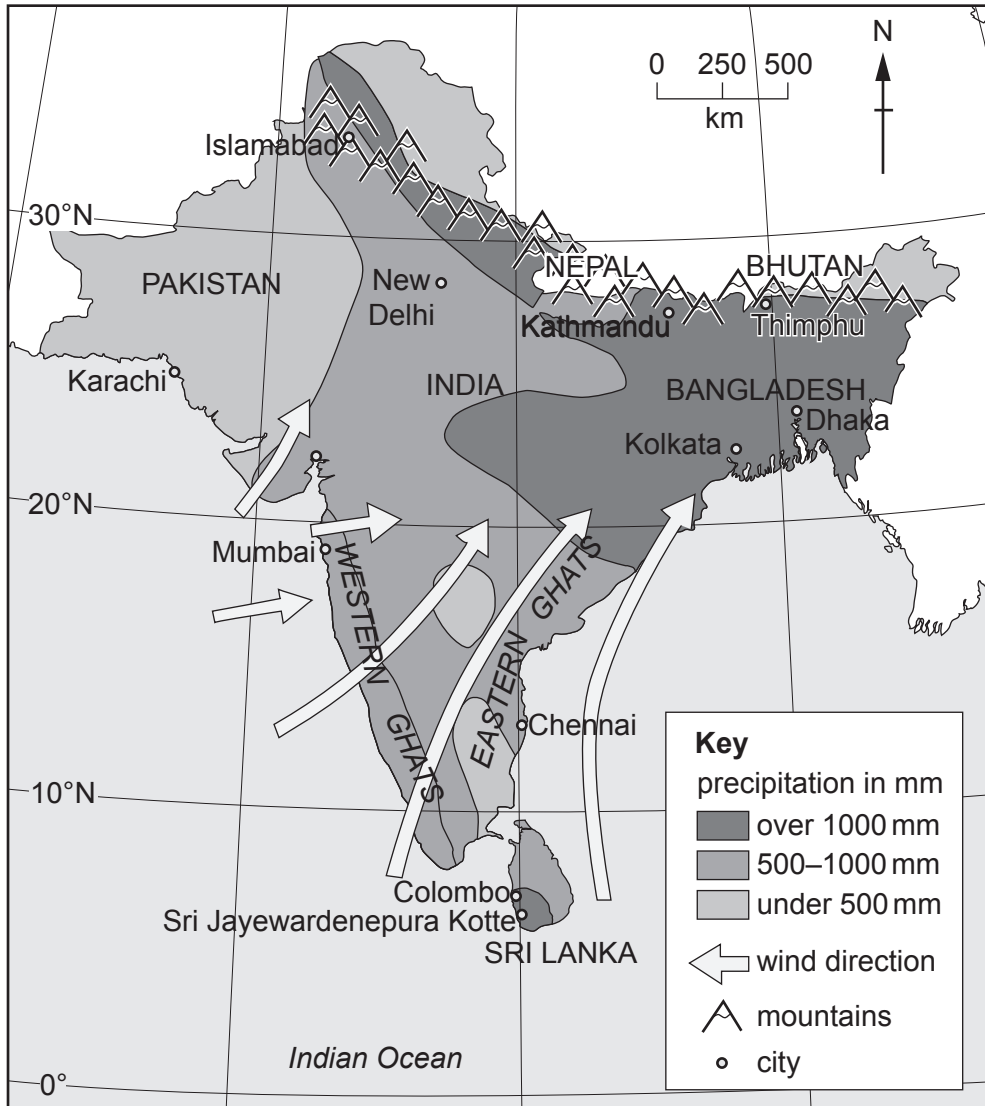 0 250 500
km
N
Islamabad
30°N
PAKISTAN
New
Delhi
NEPAL
BHUTAN
Kathmandu
Thimphu
Karachi
INDIA
BANGLADESH
Dhaka
Kolkata
20°N
Mumbai
WESTERN GHATS
EASTERN GHATS
Chennai
10°N
Colombo
Sri Jayewardenepura Kotte
SRI LANKA
Indian Ocean
0°
Key
precipitation in mm
over 1000 mm
500–1000 mm
under 500 mm
wind direction
mountains
city